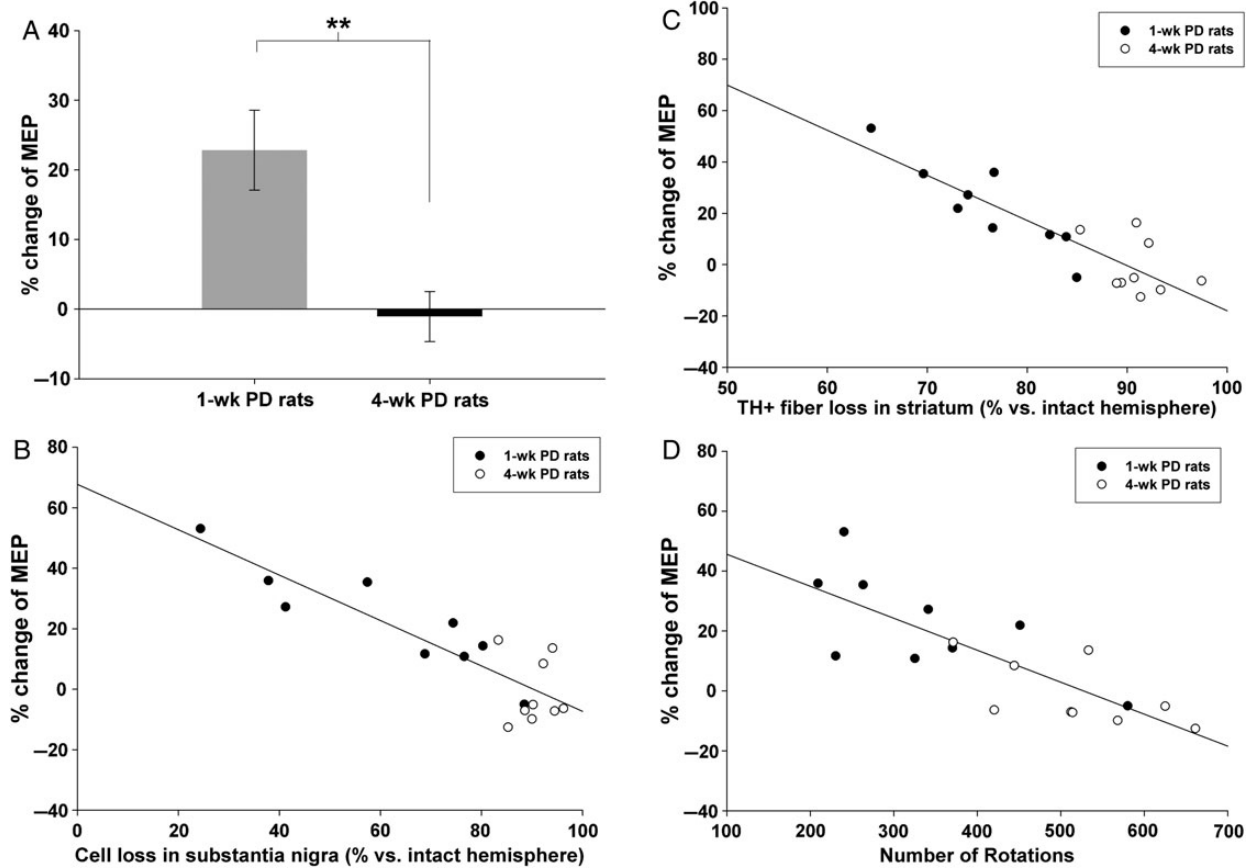 A
**
% change of MEP
40
30
20
10
0
–10
1-wk PD rats
4-wk PD rats
C
1-wk PD rats
4-wk PD rats
% change of MEP
100
80
60
40
20
0
–20
–40
50 60 70 80 90 100
TH+ fiber loss in striatum (% vs. intact hemisphere)
B
1-wk PD rats
4-wk PD rats
% change of MEP
80
60
40
20
0
–20
–40
0 20 40 60 80 100
Cell loss in substantia nigra (% vs. intact hemisphere)
D
1-wk PD rats
4-wk PD rats
% change of MEP
80
60
40
20
0
–20
–40
100 200 300 400 500 600 700
Number of Rotations